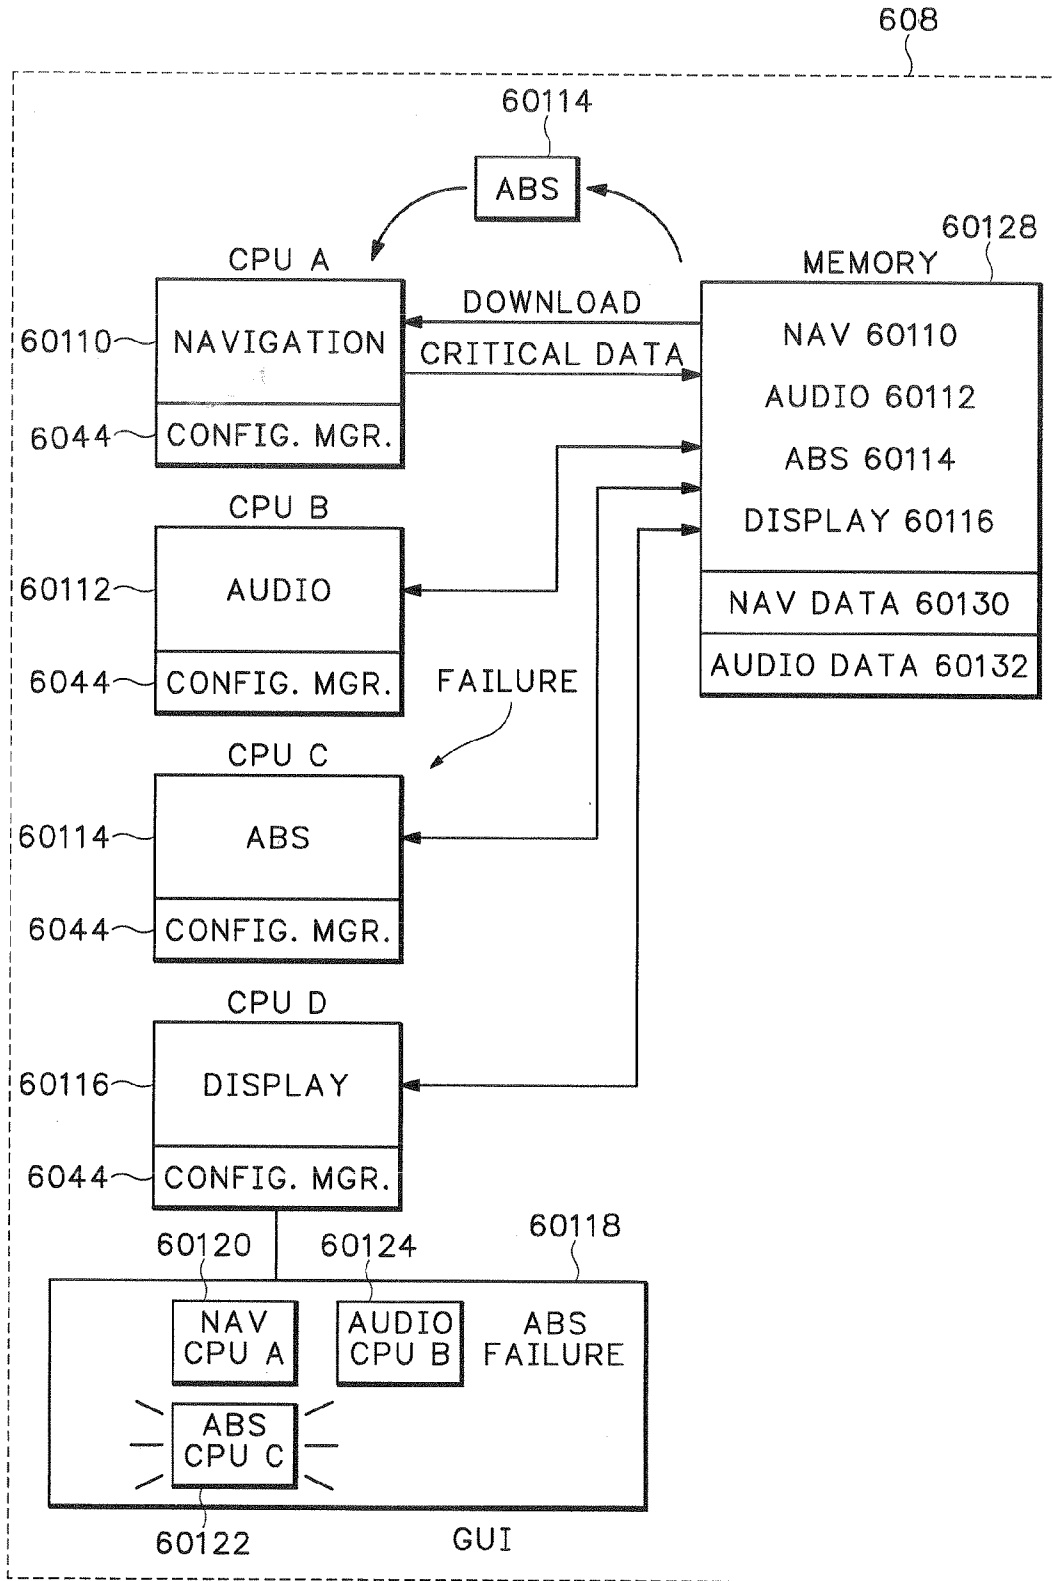 608
60114
ABS
60128
CPU A
MEMORY
DOWNLOAD
60110
NAVIGATION
CRITICAL DATA
NAV 60110
AUDIO 60112
6044
CONFIG. MGR.
ABS 60114
CPU B
DISPLAY 60116
60112
AUDIO
NAV DATA 60130
6044
CONFIG. MGR.
FAILURE
AUDIO DATA 60132
CPU C
60114
ABS
6044
CONFIG. MGR.
CPU D
60116
DISPLAY
6044
CONFIG. MGR.
60118
60120
60124
NAV
CPU A
AUDIO
CPU B
ABS
FAILURE
ABS
CPU C
60122
GUI